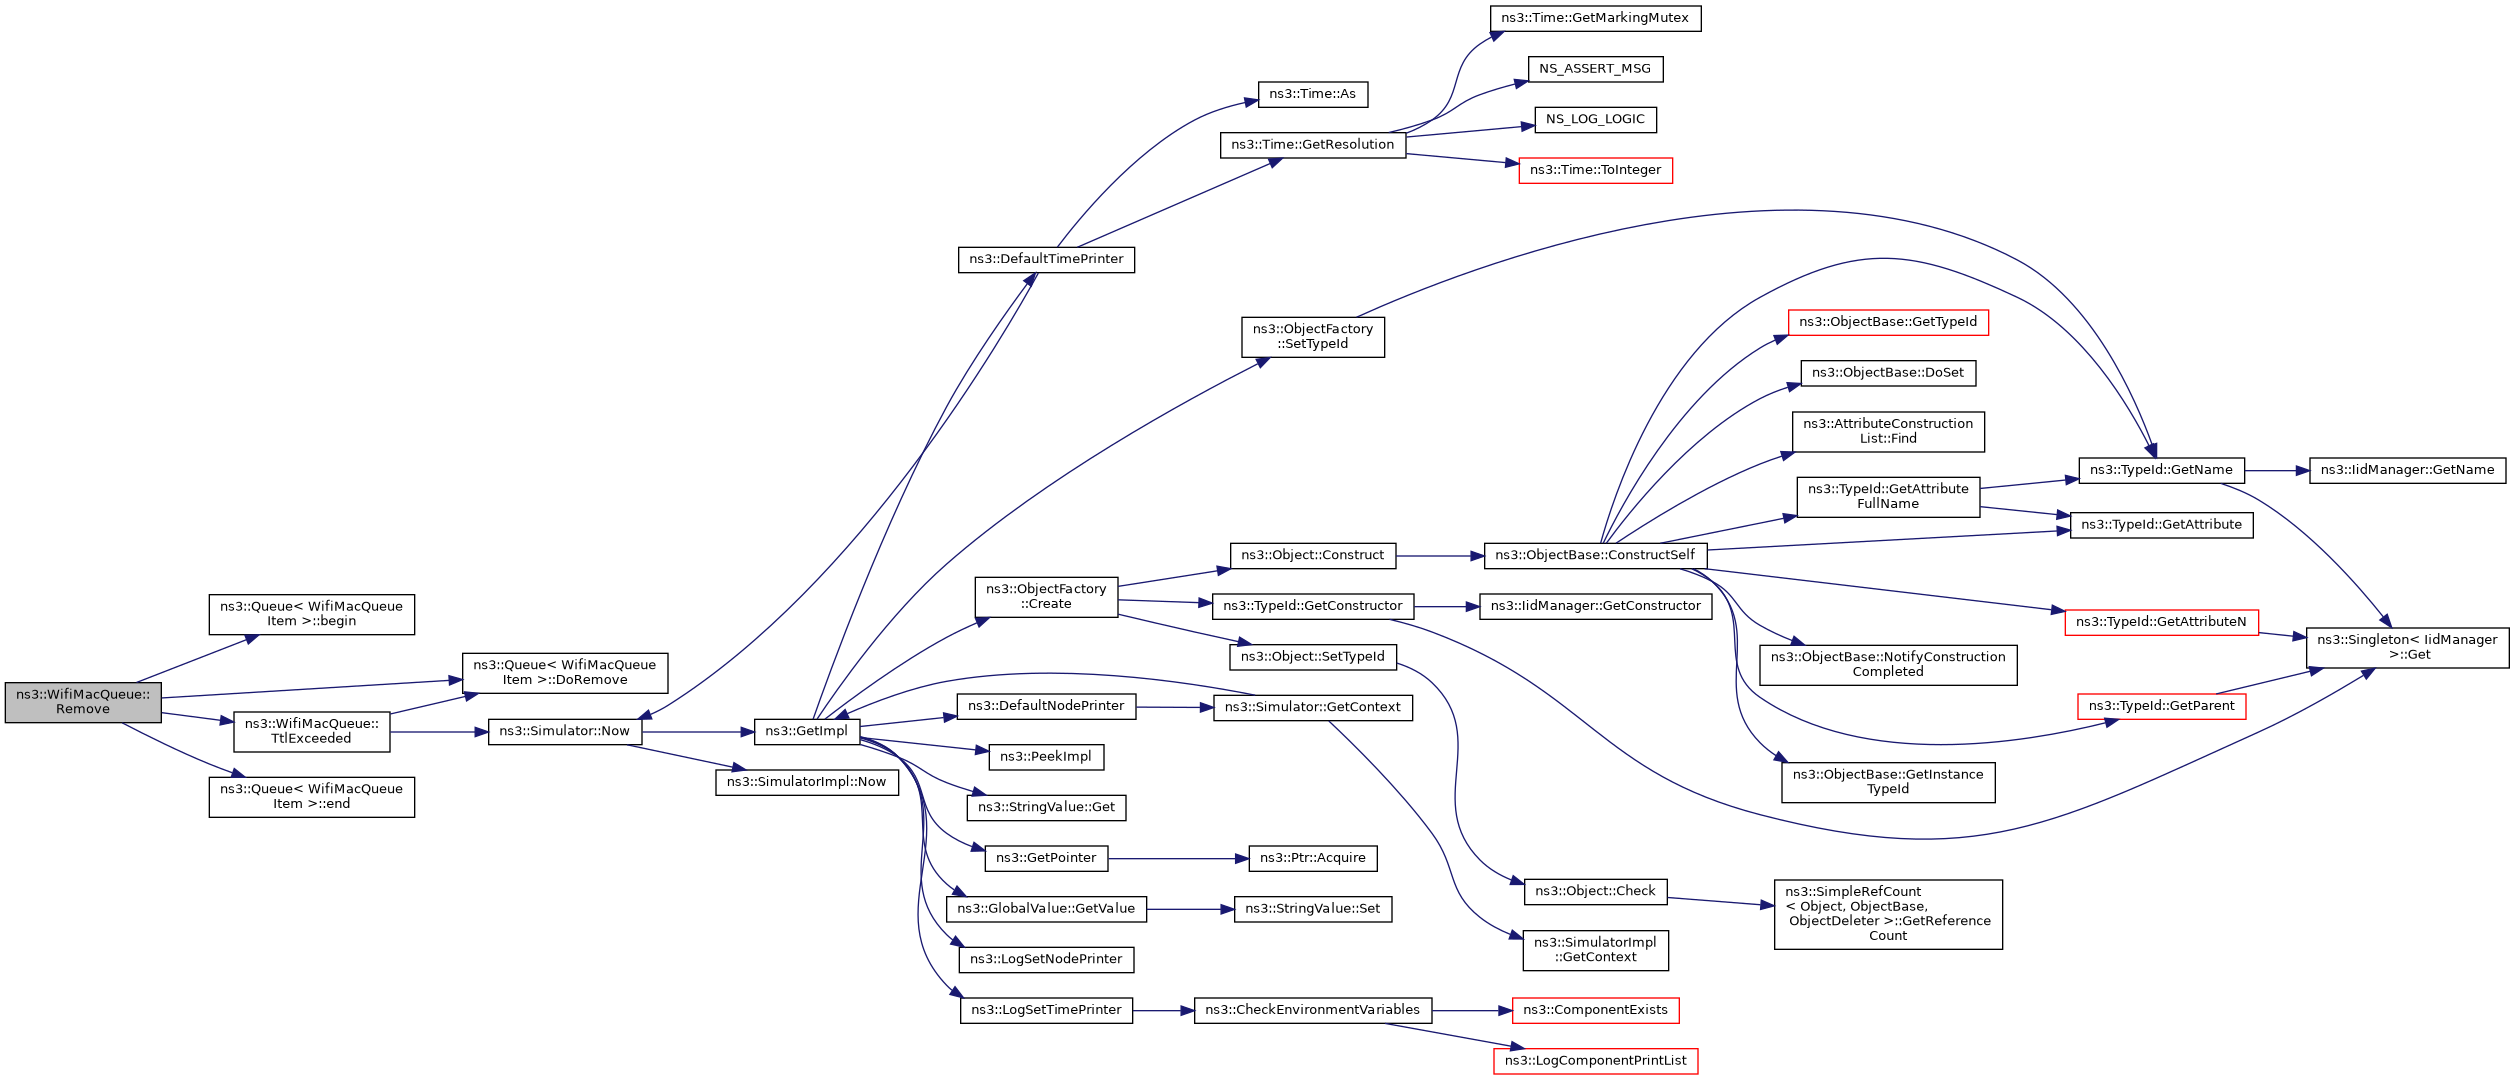 ns3::WifiMacQueue::
Remove
ns3::Queue< WifiMacQueue
Item >::begin
ns3::Queue< WifiMacQueue
Item >::DoRemove
ns3::WifiMacQueue::
TtlExceeded
ns3::Queue< WifiMacQueue
Item >::end
ns3::Simulator::Now
ns3::GetImpl
ns3::SimulatorImpl::Now
ns3::DefaultTimePrinter
ns3::Time::As
ns3::Time::GetResolution
ns3::Time::GetMarkingMutex
NS_ASSERT_MSG
NS_LOG_LOGIC
ns3::Time::ToInteger
ns3::ObjectFactory
::SetTypeId
ns3::ObjectFactory
::Create
ns3::Object::Construct
ns3::TypeId::GetConstructor
ns3::Object::SetTypeId
ns3::DefaultNodePrinter
ns3::Simulator::GetContext
ns3::PeekImpl
ns3::StringValue::Get
ns3::GetPointer
ns3::Ptr::Acquire
ns3::GlobalValue::GetValue
ns3::StringValue::Set
ns3::LogSetNodePrinter
ns3::LogSetTimePrinter
ns3::CheckEnvironmentVariables
ns3::ComponentExists
ns3::LogComponentPrintList
ns3::ObjectBase::ConstructSelf
ns3::IidManager::GetConstructor
ns3::Object::Check
ns3::SimulatorImpl
::GetContext
ns3::ObjectBase::GetTypeId
ns3::ObjectBase::DoSet
ns3::AttributeConstruction
List::Find
ns3::TypeId::GetAttribute
FullName
ns3::ObjectBase::NotifyConstruction
Completed
ns3::ObjectBase::GetInstance
TypeId
ns3::SimpleRefCount
< Object, ObjectBase,
ObjectDeleter >::GetReference
Count
ns3::TypeId::GetName
ns3::TypeId::GetAttribute
ns3::TypeId::GetAttributeN
ns3::TypeId::GetParent
ns3::IidManager::GetName
ns3::Singleton< IidManager
>::Get